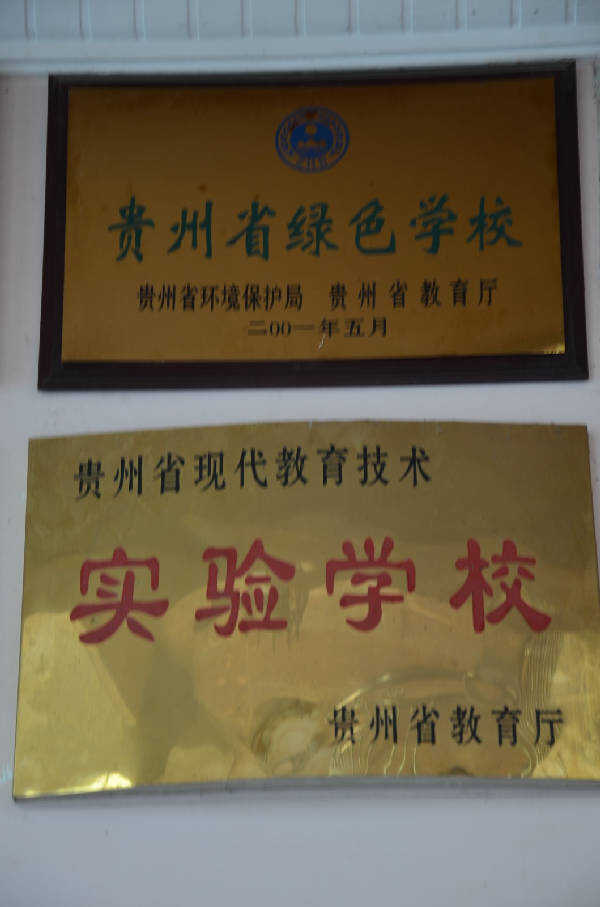 贵州省绿色学校
贵州省环境保护局 贵州省教育厅
二〇〇一年五月
贵州省现代教育技术
实验学校
贵州省教育厅